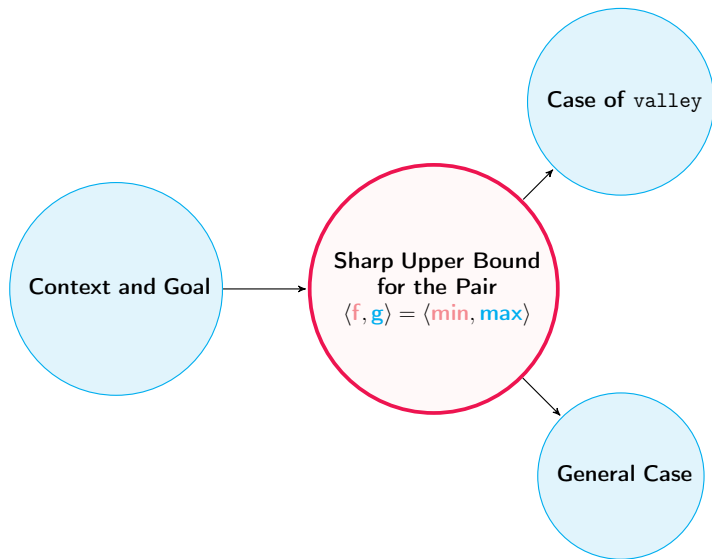 Case of valley
Context and Goal
Sharp Upper Bound
for the Pair
⟨f, g⟩ = ⟨min, max⟩
General Case